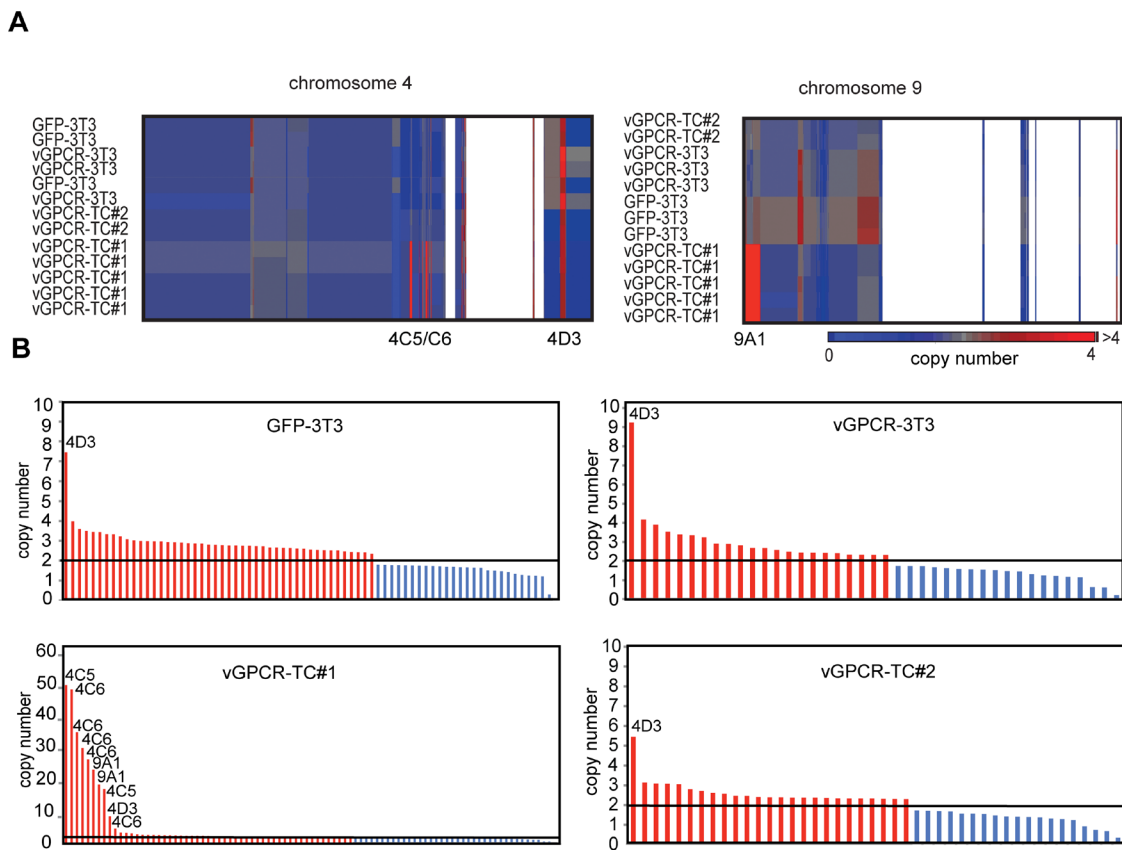 A
chromosome 4
chromosome 9
GFP-3T3
GFP-3T3
vGPCR-3T3
vGPCR-3T3
GFP-3T3
vGPCR-3T3
vGPCR-TC#2
vGPCR-TC#2
vGPCR-TC#1
vGPCR-TC#1
vGPCR-TC#1
vGPCR-TC#1
vGPCR-TC#1
4C5/C6
4D3
vGPCR-TC#2
vGPCR-TC#2
vGPCR-3T3
vGPCR-3T3
vGPCR-3T3
GFP-3T3
GFP-3T3
GFP-3T3
vGPCR-TC#1
vGPCR-TC#1
vGPCR-TC#1
vGPCR-TC#1
vGPCR-TC#1
9A1
0
copy number
4
>4
B
GFP-3T3
copy number
10
9
8
7
6
5
4
3
2
1
0
4D3
vGPCR-3T3
copy number
10
9
8
7
6
5
4
3
2
1
0
4D3
vGPCR-TC#1
copy number
60
50
40
30
20
10
0
4C5
4C6
4C6
4C6
4C6
9A1
9A1
4C5
4D3
4C6
vGPCR-TC#2
copy number
10
9
8
7
6
5
4
3
2
1
0
4D3